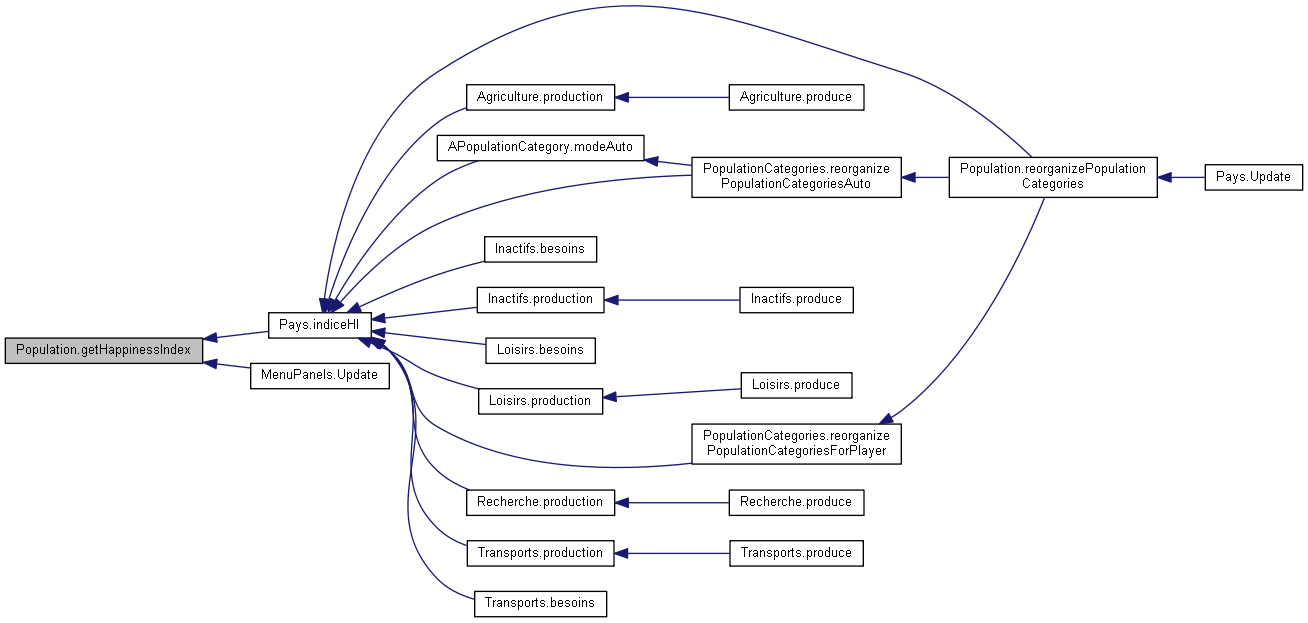 Agriculture.production
Agriculture.produce
APopulationCategory.modeAuto
PopulationCategories.reorganize
PopulationCategoriesAuto
Population.reorganizePopulation
Categories
Pays.Update
Inactifs.besoins
Inactifs.production
Inactifs.produce
Pays.indiceHI
Population.getHappinessIndex
Loisirs.besoins
MenuPanels.Update
Loisirs.production
Loisirs.produce
PopulationCategories.reorganize
PopulationCategoriesForPlayer
Recherche.production
Recherche.produce
Transports.production
Transports.produce
Transports.besoins